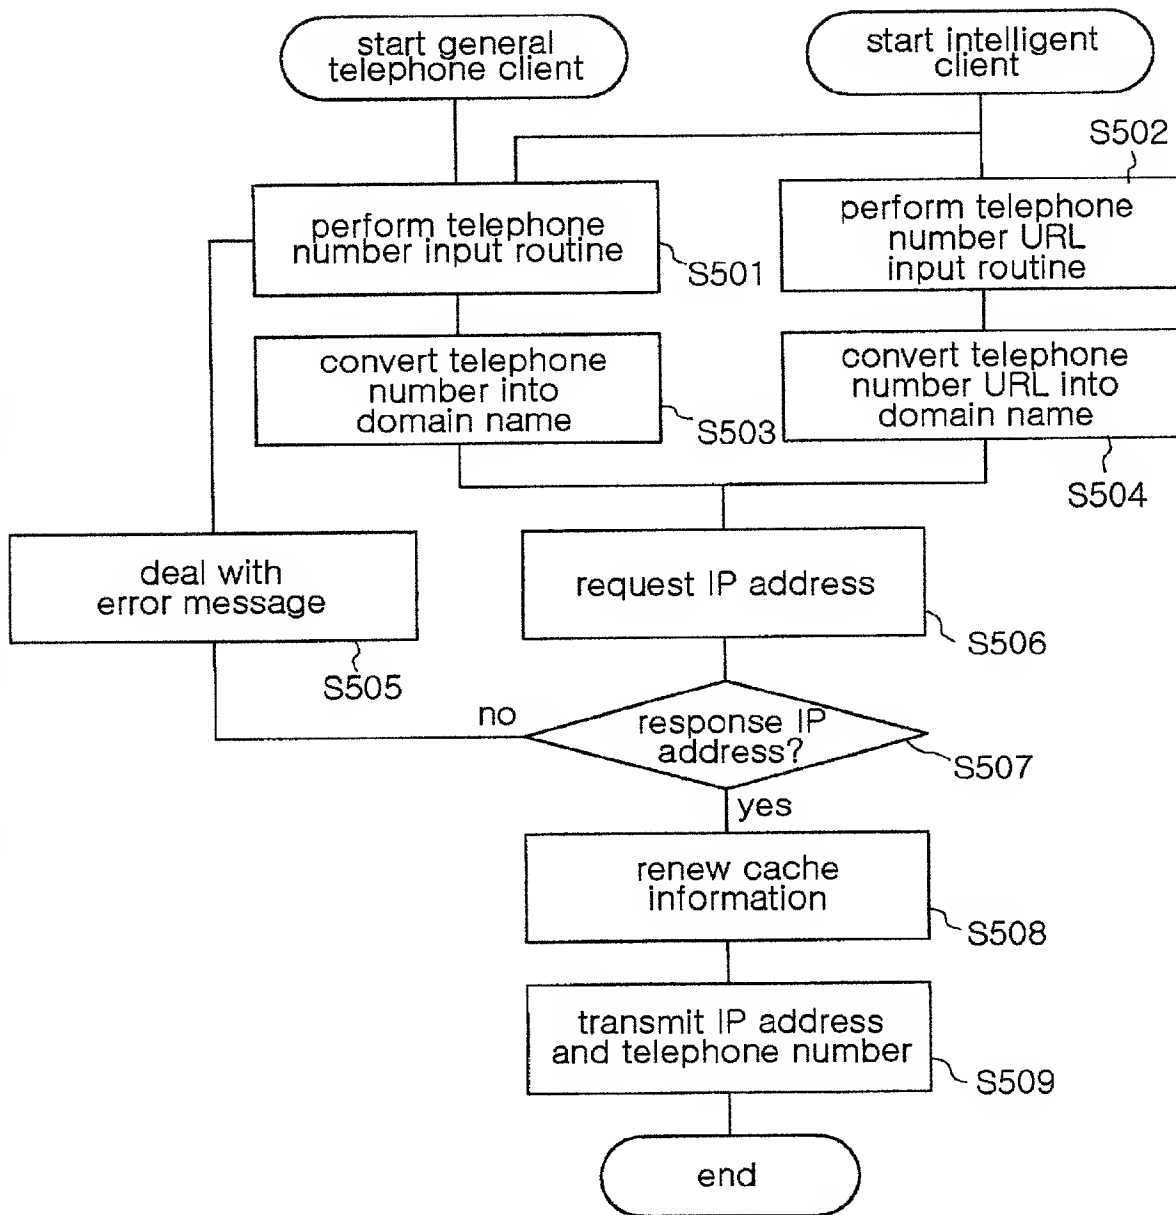 start general
telephone client
start intelligent
client
S502
perform telephone
number input routine
S501
perform telephone
number URL
input routine
convert telephone
number into
domain name
S503
convert telephone
number URL into
domain name
S504
deal with
error message
S505
request IP address
S506
no
response IP
address?
S507
yes
renew cache
information
S508
transmit IP address
and telephone number
S509
end